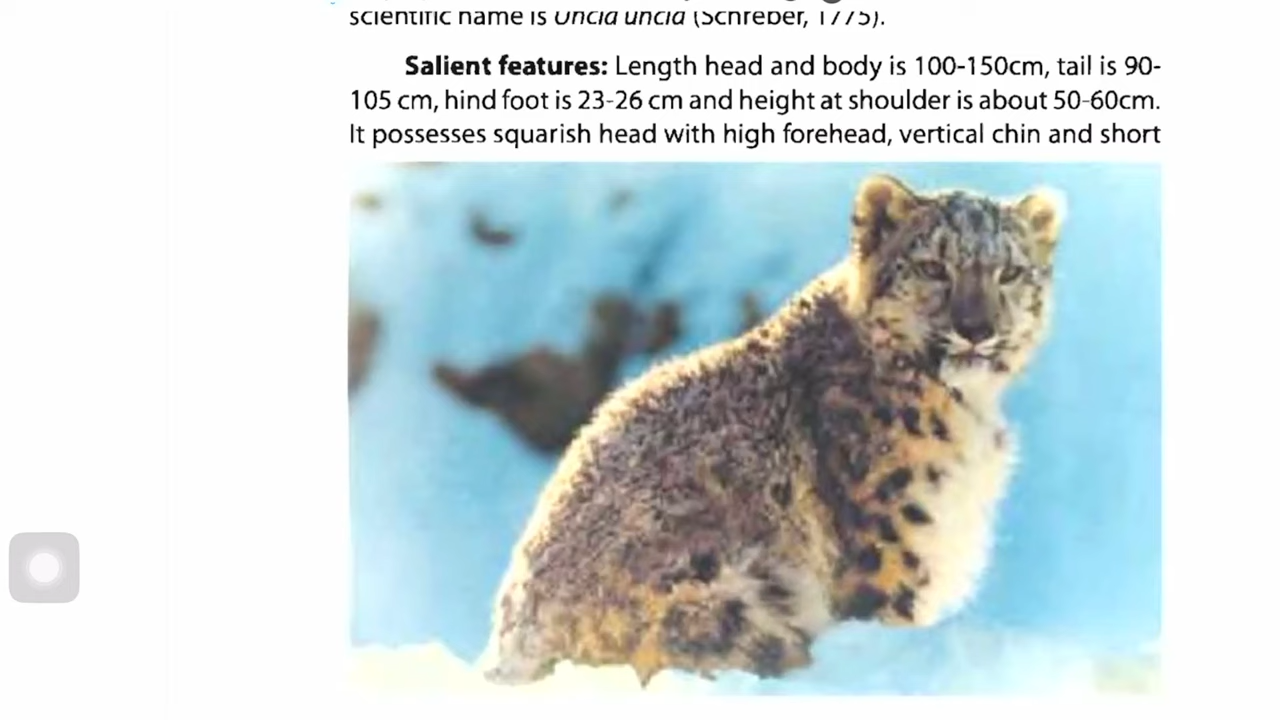 scientific name is Uncia uncia (Schreber, 1775).
Salient features: Length head and body is 100-150cm, tail is 90-
105 cm, hind foot is 23-26 cm and height at shoulder is about 50-60cm.
It possesses squarish head with high forehead, vertical chin and short